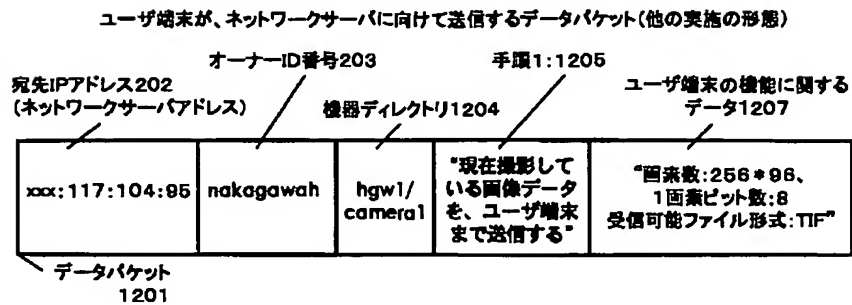 ユーザ端末が、ネットワークサーバに向けて送信するデータパケット(他の実施の形態)
オーナーID番号203
手順1:1205
宛先IPアドレス202
(ネットワークサーバアドレス)
機器ディレクトリ1204
ユーザ端末の機能に関する
データ1207
xxx:117:104:95
nakagawah
hgw1/
camera1
"現在撮影して
いる画像データ
を、ユーザ端末
まで送信する"
"画素数:256*96、
1画素ビット数:8
受信可能ファイル形式:TIF"
データパケット
1201